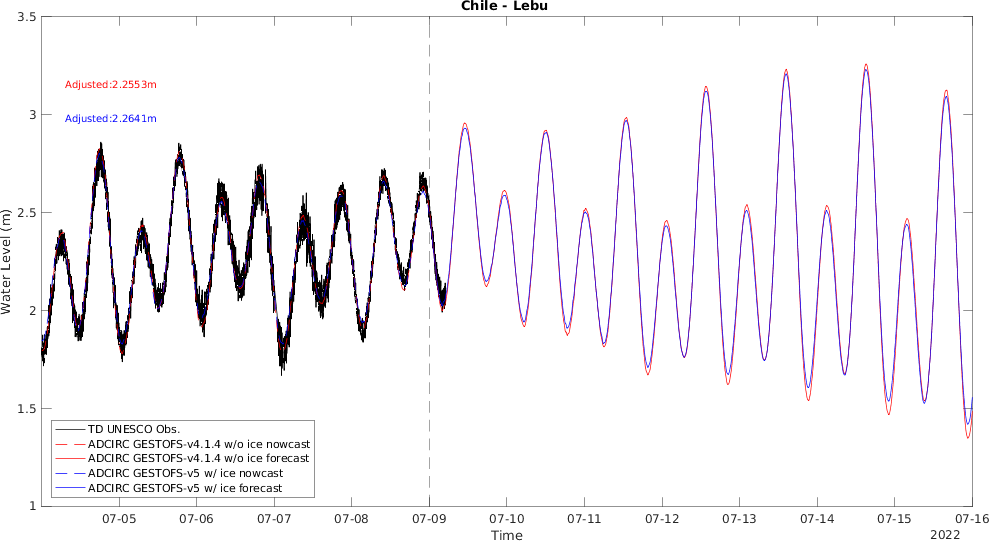 Chile - Lebu
3.5
3
2.5
2
1.5
1
Water Level (m)
Adjusted:2.2553m
Adjusted:2.2641m
TD UNESCO Obs.
ADCIRC GESTOFS-v4.1.4 w/o ice nowcast
ADCIRC GESTOFS-v4.1.4 w/o ice forecast
ADCIRC GESTOFS-v5 w/ ice nowcast
ADCIRC GESTOFS-v5 w/ ice forecast
07-05 07-06 07-07 07-08 07-09 07-10 07-11 07-12 07-13 07-14 07-15 07-16
Time
2022